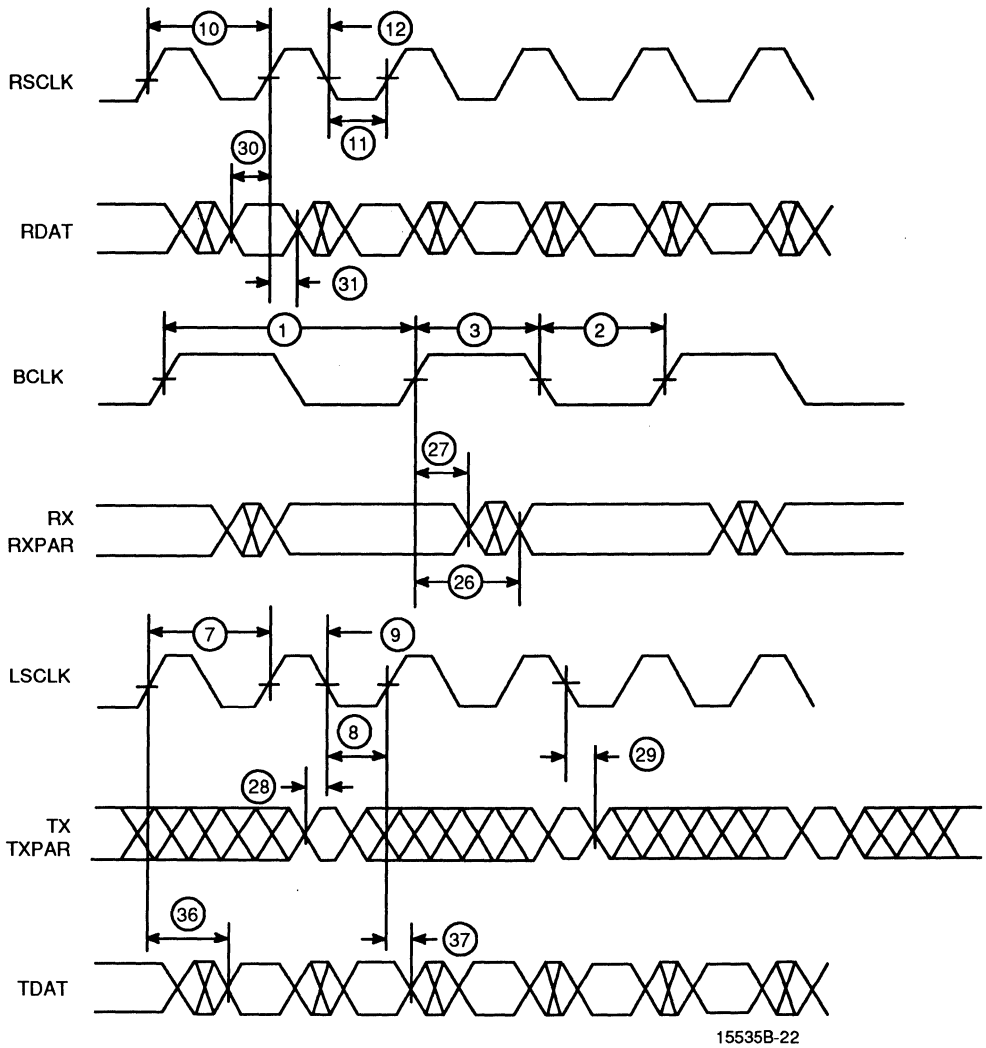 10
12
RSCLK
11
30
RDAT
31
1
3
2
BCLK
27
RX
RXPAR
26
7
9
LSCLK
8
29
28
TX
TXPAR
36
37
TDAT
15535B-22